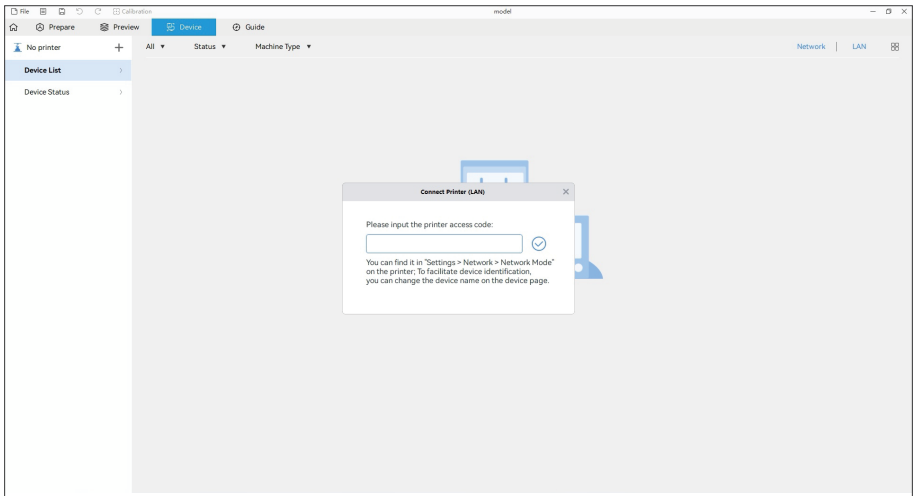 File Calibration model
Prepare Preview Device Guide
No printer + All ▼ Status ▼ Machine Type ▼ Network | LAN
Device List >
Device Status >
Connect Printer (LAN)
Please input the printer access code:
You can find it in "Settings > Network > Network Mode"
on the printer; To facilitate device identification,
you can change the device name on the device page.